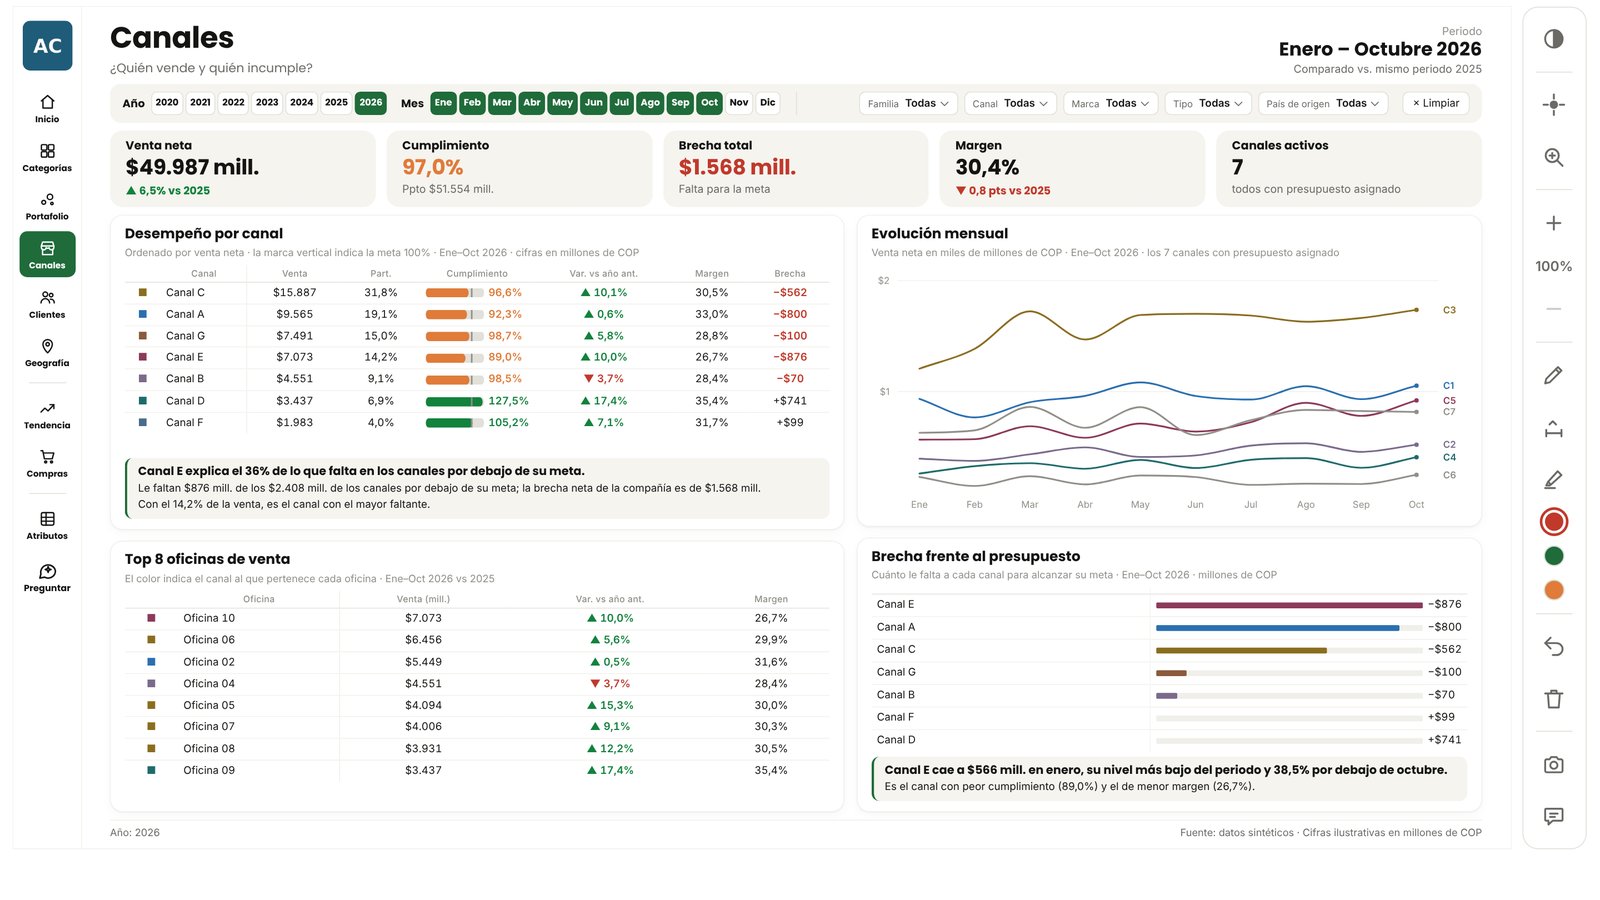 AC
Inicio
Categorías
Portafolio
Canales
Clientes
Geografía
Tendencia
Compras
Atributos
Preguntar
Canales
¿Quién vende y quién incumple?
Periodo
Enero – Octubre 2026
Comparado vs. mismo periodo 2025
Año 2020 2021 2022 2023 2024 2025 2026 Mes Ene Feb Mar Abr May Jun Jul Ago Sep Oct Nov Dic Familia Todas Canal Todas Marca Todas Tipo Todas País de origen Todas × Limpiar
Venta neta
$49.987 mill.
▲ 6,5% vs 2025
Cumplimiento
97,0%
Ppto $51.554 mill.
Brecha total
$1.568 mill.
Falta para la meta
Margen
30,4%
▼ 0,8 pts vs 2025
Canales activos
7
todos con presupuesto asignado
Desempeño por canal
Ordenado por venta neta · la marca vertical indica la meta 100% · Ene–Oct 2026 · cifras en millones de COP
Canal Venta Part. Cumplimiento Var. vs año ant. Margen Brecha
Canal C $15.887 31,8% 96,6% ▲ 10,1% 30,5% −$562
Canal A $9.565 19,1% 92,3% ▲ 0,6% 33,0% −$800
Canal G $7.491 15,0% 98,7% ▲ 5,8% 28,8% −$100
Canal E $7.073 14,2% 89,0% ▲ 10,0% 26,7% −$876
Canal B $4.551 9,1% 98,5% ▼ 3,7% 28,4% −$70
Canal D $3.437 6,9% 127,5% ▲ 17,4% 35,4% +$741
Canal F $1.983 4,0% 105,2% ▲ 7,1% 31,7% +$99
Canal E explica el 36% de lo que falta en los canales por debajo de su meta.
Le faltan $876 mill. de los $2.408 mill. de los canales por debajo de su meta; la brecha neta de la compañía es de $1.568 mill.
Con el 14,2% de la venta, es el canal con el mayor faltante.
Evolución mensual
Venta neta en miles de millones de COP · Ene–Oct 2026 · los 7 canales con presupuesto asignado
$2
$1
C3
C1
C5
C7
C2
C4
C6
Ene Feb Mar Abr May Jun Jul Ago Sep Oct
Top 8 oficinas de venta
El color indica el canal al que pertenece cada oficina · Ene–Oct 2026 vs 2025
Oficina Venta (mill.) Var. vs año ant. Margen
Oficina 10 $7.073 ▲ 10,0% 26,7%
Oficina 06 $6.456 ▲ 5,6% 29,9%
Oficina 02 $5.449 ▲ 0,5% 31,6%
Oficina 04 $4.551 ▼ 3,7% 28,4%
Oficina 05 $4.094 ▲ 15,3% 30,0%
Oficina 07 $4.006 ▲ 9,1% 30,3%
Oficina 08 $3.931 ▲ 12,2% 30,5%
Oficina 09 $3.437 ▲ 17,4% 35,4%
Brecha frente al presupuesto
Cuánto le falta a cada canal para alcanzar su meta · Ene–Oct 2026 · millones de COP
Canal E −$876
Canal A −$800
Canal C −$562
Canal G −$100
Canal B −$70
Canal F +$99
Canal D +$741
Canal E cae a $566 mill. en enero, su nivel más bajo del periodo y 38,5% por debajo de octubre.
Es el canal con peor cumplimiento (89,0%) y el de menor margen (26,7%).
Año: 2026
Fuente: datos sintéticos · Cifras ilustrativas en millones de COP
100%